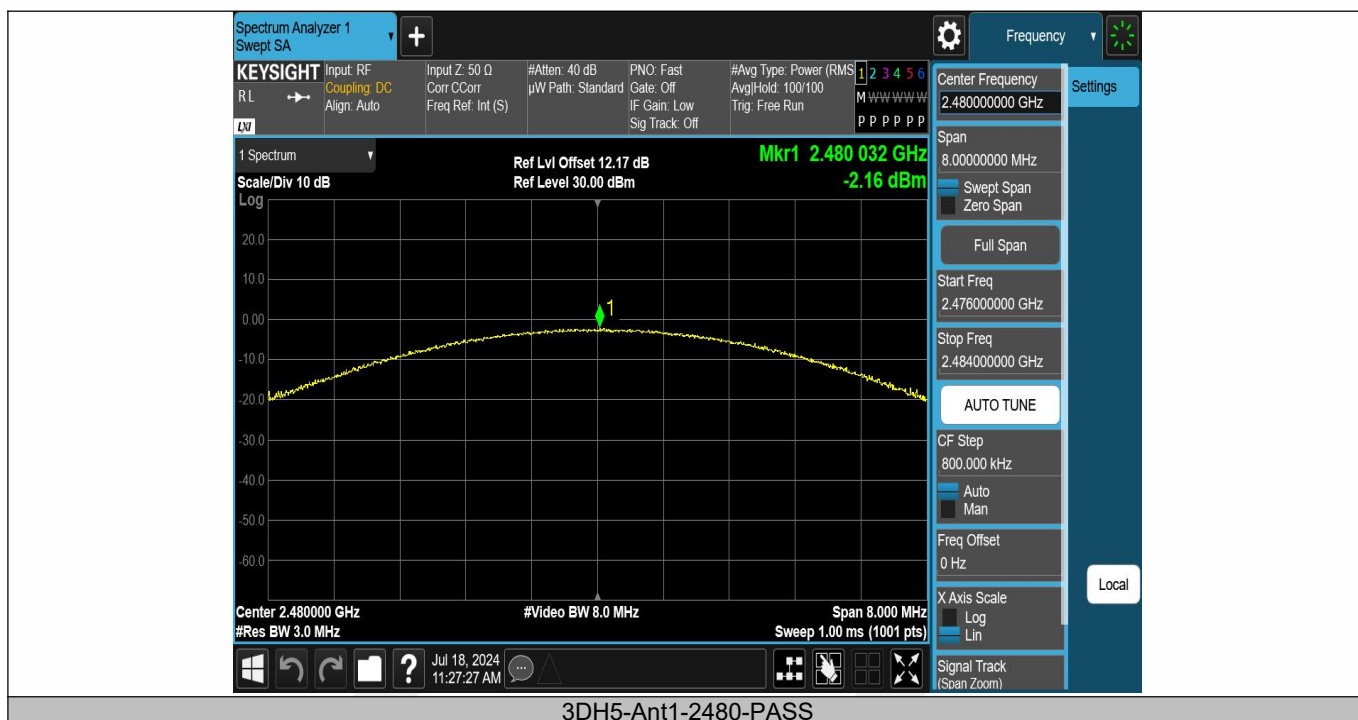 Spectrum Analyzer 1
Swept SA
+
Frequency
KEYSIGHT
R L
LXI
Input: RF
Coupling: DC
Align: Auto
Input Z: 50 Ω
Corr CCorr
Freq Ref: Int (S)
#Atten: 40 dB
µW Path: Standard
PNO: Fast
Gate: Off
IF Gain: Low
Sig Track: Off
#Avg Type: Power (RMS
Avg|Hold: 100/100
Trig: Free Run
1 2 3 4 5 6
M W W W W W
P P P P P P
1 Spectrum
Scale/Div 10 dB
Log
Ref Lvl Offset 12.17 dB
Ref Level 30.00 dBm
Mkr1 2.480 032 GHz
-2.16 dBm
20.0
10.0
0.00
-10.0
-20.0
-30.0
-40.0
-50.0
-60.0
1
Center 2.480000 GHz
#Res BW 3.0 MHz
#Video BW 8.0 MHz
Span 8.000 MHz
Sweep 1.00 ms (1001 pts)
Center Frequency
2.480000000 GHz
Settings
Span
8.00000000 MHz
Swept Span
Zero Span
Full Span
Start Freq
2.476000000 GHz
Stop Freq
2.484000000 GHz
AUTO TUNE
CF Step
800.000 kHz
Auto
Man
Freq Offset
0 Hz
Local
X Axis Scale
Log
Lin
Signal Track
(Span Zoom)
?
Jul 18, 2024
11:27:27 AM
3DH5-Ant1-2480-PASS